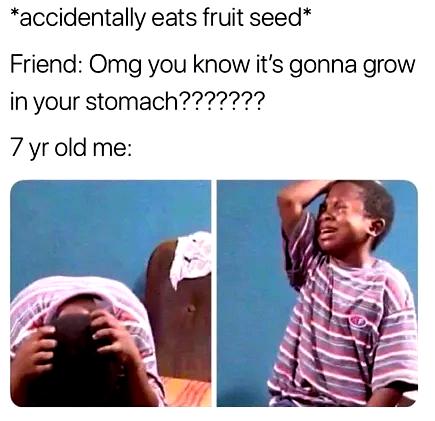 *accidentally eats fruit seed*
Friend: Omg you know it's gonna grow
in your stomach???????
7 yr old me: